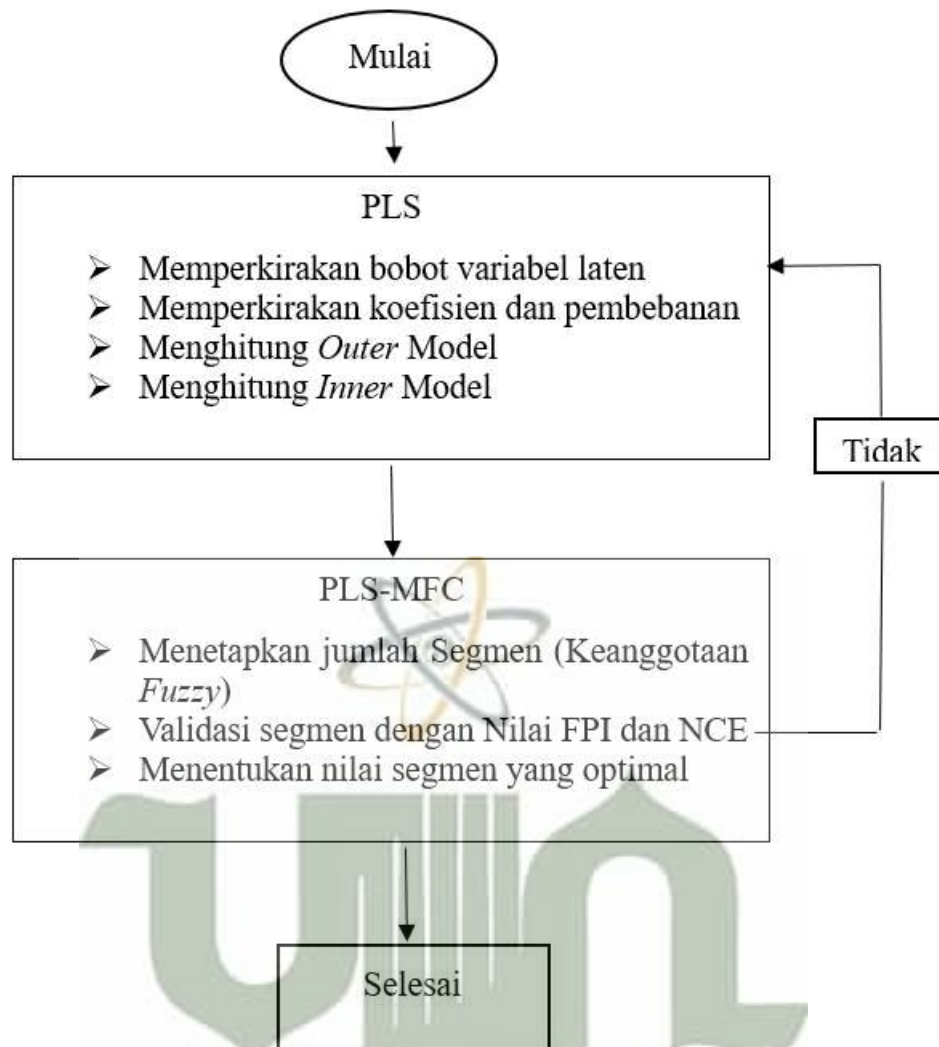 Mulai
PLS
➢ Memperkirakan bobot variabel laten
➢ Memperkirakan koefisien dan pembebanan
➢ Menghitung Outer Model
➢ Menghitung Inner Model
Tidak
PLS-MFC
➢ Menetapkan jumlah Segmen (Keanggotaan
Fuzzy)
➢ Validasi segmen dengan Nilai FPI dan NCE
➢ Menentukan nilai segmen yang optimal
Selesai